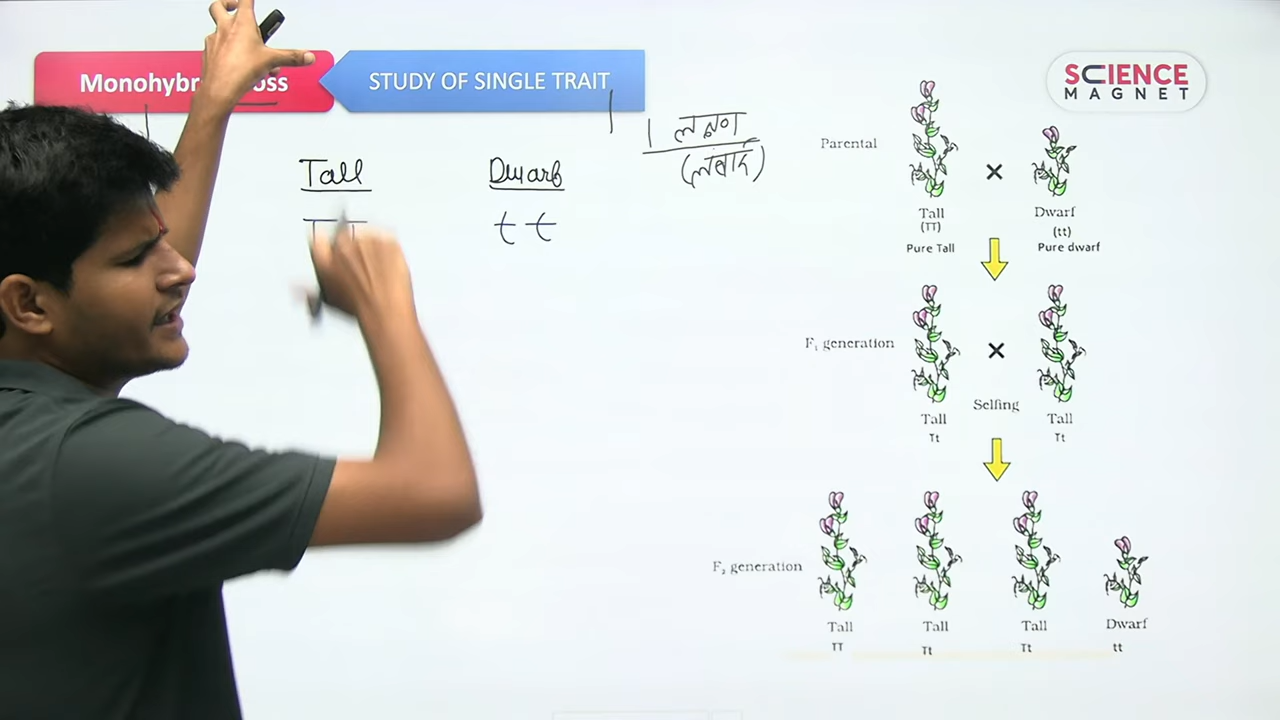 Monohybr oss
STUDY OF SINGLE TRAIT
SCIENCE
MAGNET
1 लक्षण
(लंबाई)
Tall Dwarf
t t
Parental
×
Tall Dwarf
(TT) (tt)
Pure Tall Pure dwarf
F₁ generation
×
Selfing
Tall Tall
Tt Tt
F₂ generation
Tall Tall Tall Dwarf
TT Tt Tt tt